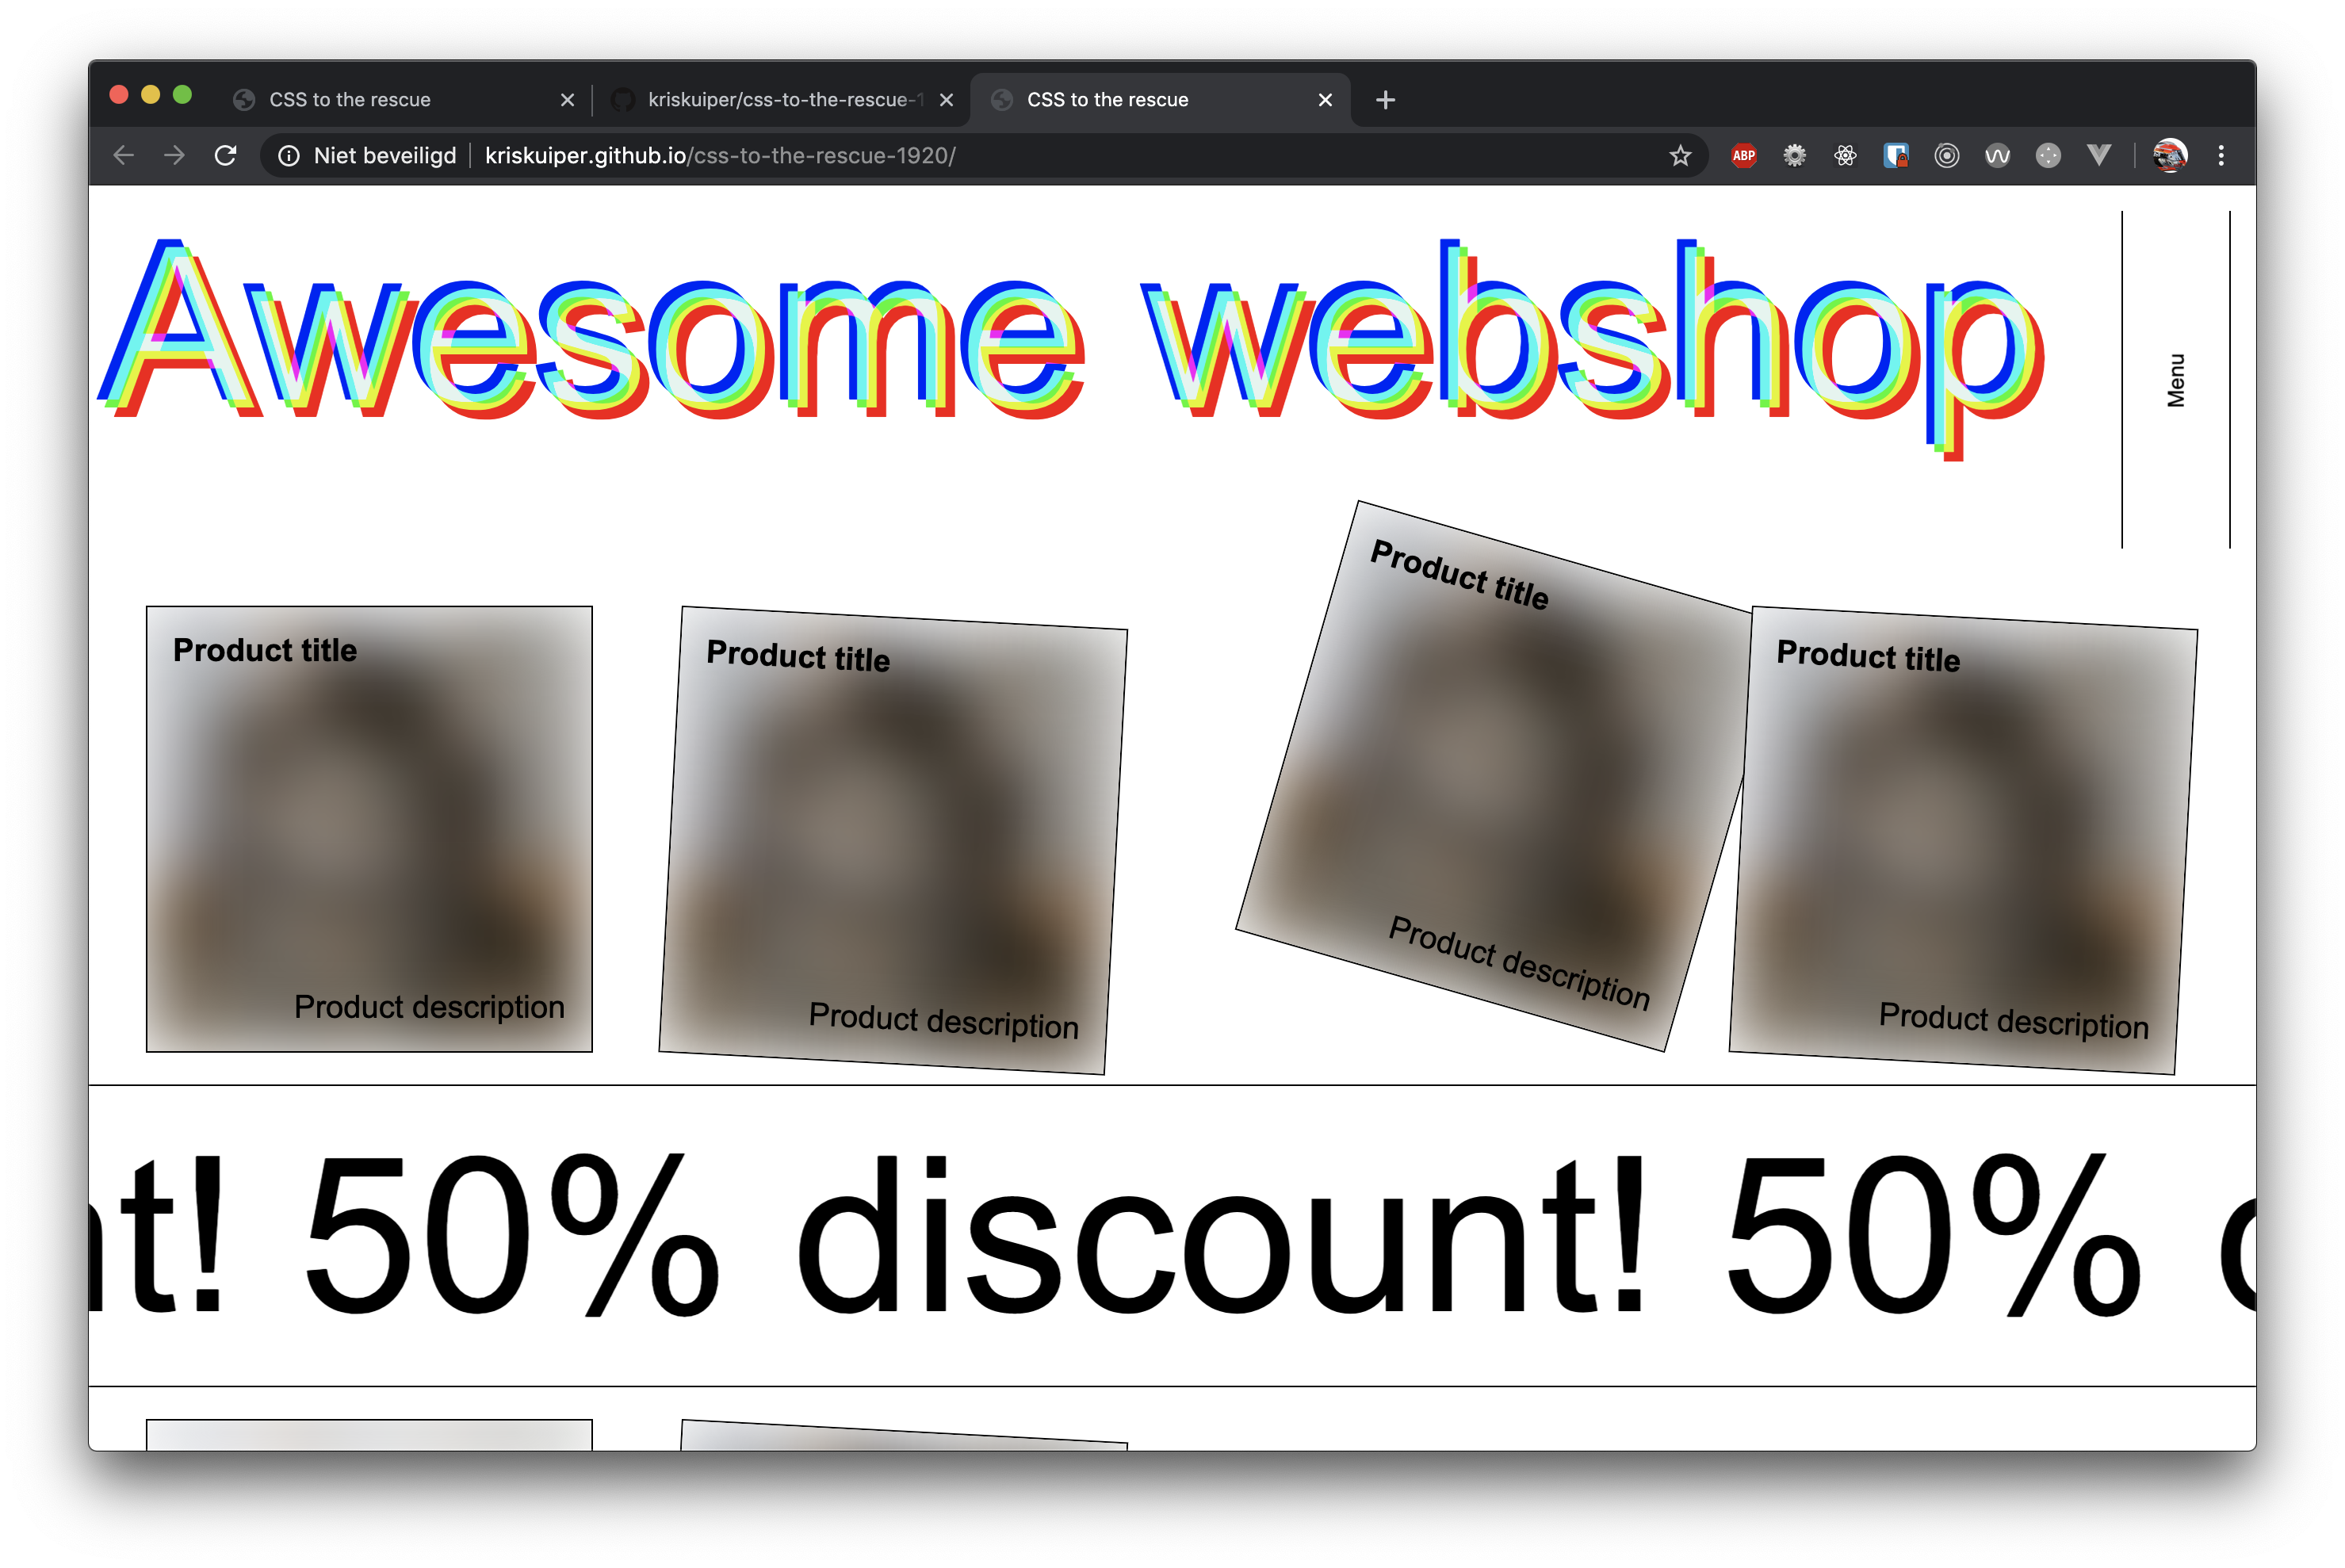 CSS to the rescue
kriskuiper/css-to-the-rescue-1
CSS to the rescue
Niet beveiligd
kriskuiper.github.io/css-to-the-rescue-1920/
ABP
Awesome webshop
Menu
Product title
Product title
Product title
Product title
Product description
Product description
Product description
Product description
nt! 50% discount! 50% d